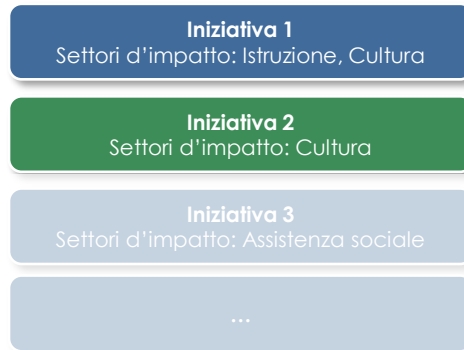 Iniziativa 1
Settori d’impatto: Istruzione, Cultura
Iniziativa 2
Settori d’impatto: Cultura
Iniziativa 3
Settori d’impatto: Assistenza sociale
...